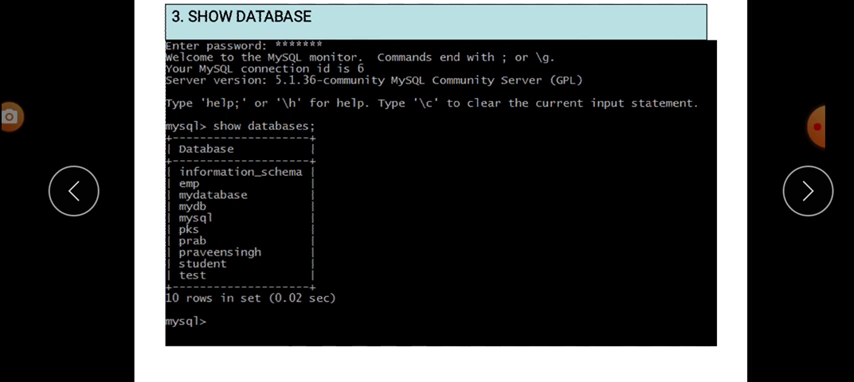 3. SHOW DATABASE
Enter password: *******
Welcome to the MySQL monitor.  Commands end with ; or \g.
Your MySQL connection id is 6
Server version: 5.1.36-community MySQL Community Server (GPL)
Type 'help;' or '\h' for help. Type '\c' to clear the current input statement.
mysql> show databases;
+--------------------+
| Database           |
+--------------------+
| information_schema |
| emp                |
| mydatabase         |
| mydb               |
| mysql              |
| pks                |
| prab               |
| praveensingh       |
| student            |
| test               |
+--------------------+
10 rows in set (0.02 sec)
mysql>